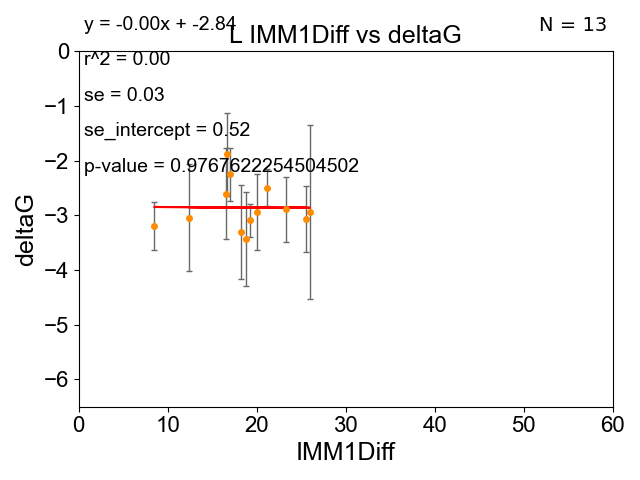 y = -0.00x + -2.84
N = 13
L IMM1Diff vs deltaG
r^2 = 0.00
se = 0.03
se_intercept = 0.52
p-value = 0.9767622254504502
0
−1
−2
−3
−4
−5
−6
deltaG
0 10 20 30 40 50 60
IMM1Diff